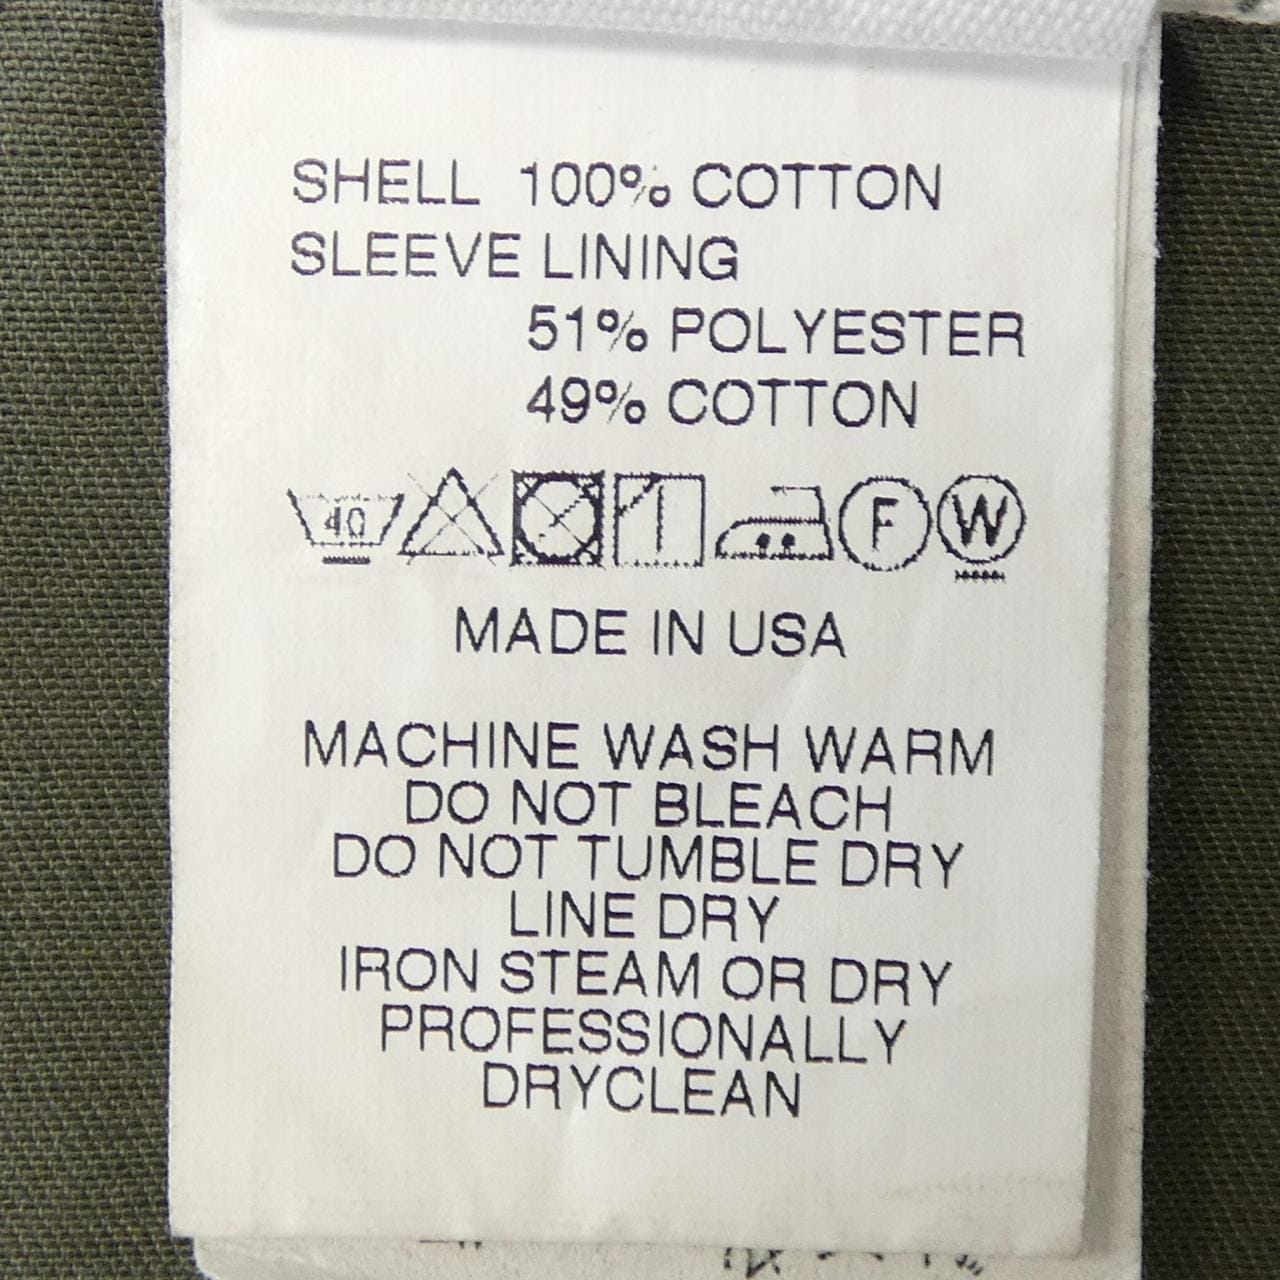 SHELL 100% COTTON
SLEEVE LINING
51% POLYESTER
49% COTTON
40 F W
MADE IN USA
MACHINE WASH WARM
DO NOT BLEACH
DO NOT TUMBLE DRY
LINE DRY
IRON STEAM OR DRY
PROFESSIONALLY
DRYCLEAN